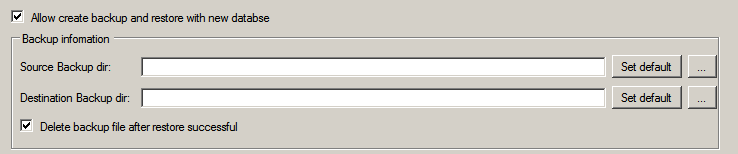 Allow create backup and restore with new databse
Backup infomation
Source Backup dir: Set default ...
Destination Backup dir: Set default ...
Delete backup file after restore successful